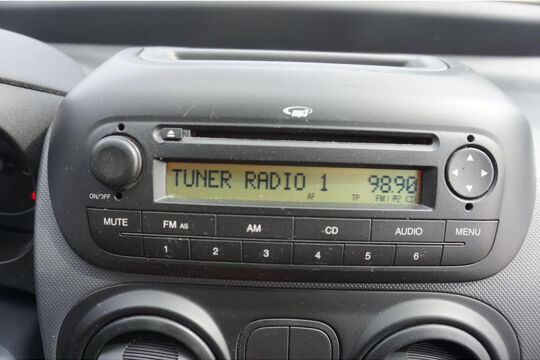 mp3
TUNER RADIO 1 98.90
AF TP FM1 P2 CD
ON/OFF
MUTE FM AS AM CD AUDIO MENU
1 2 3 4 5 6